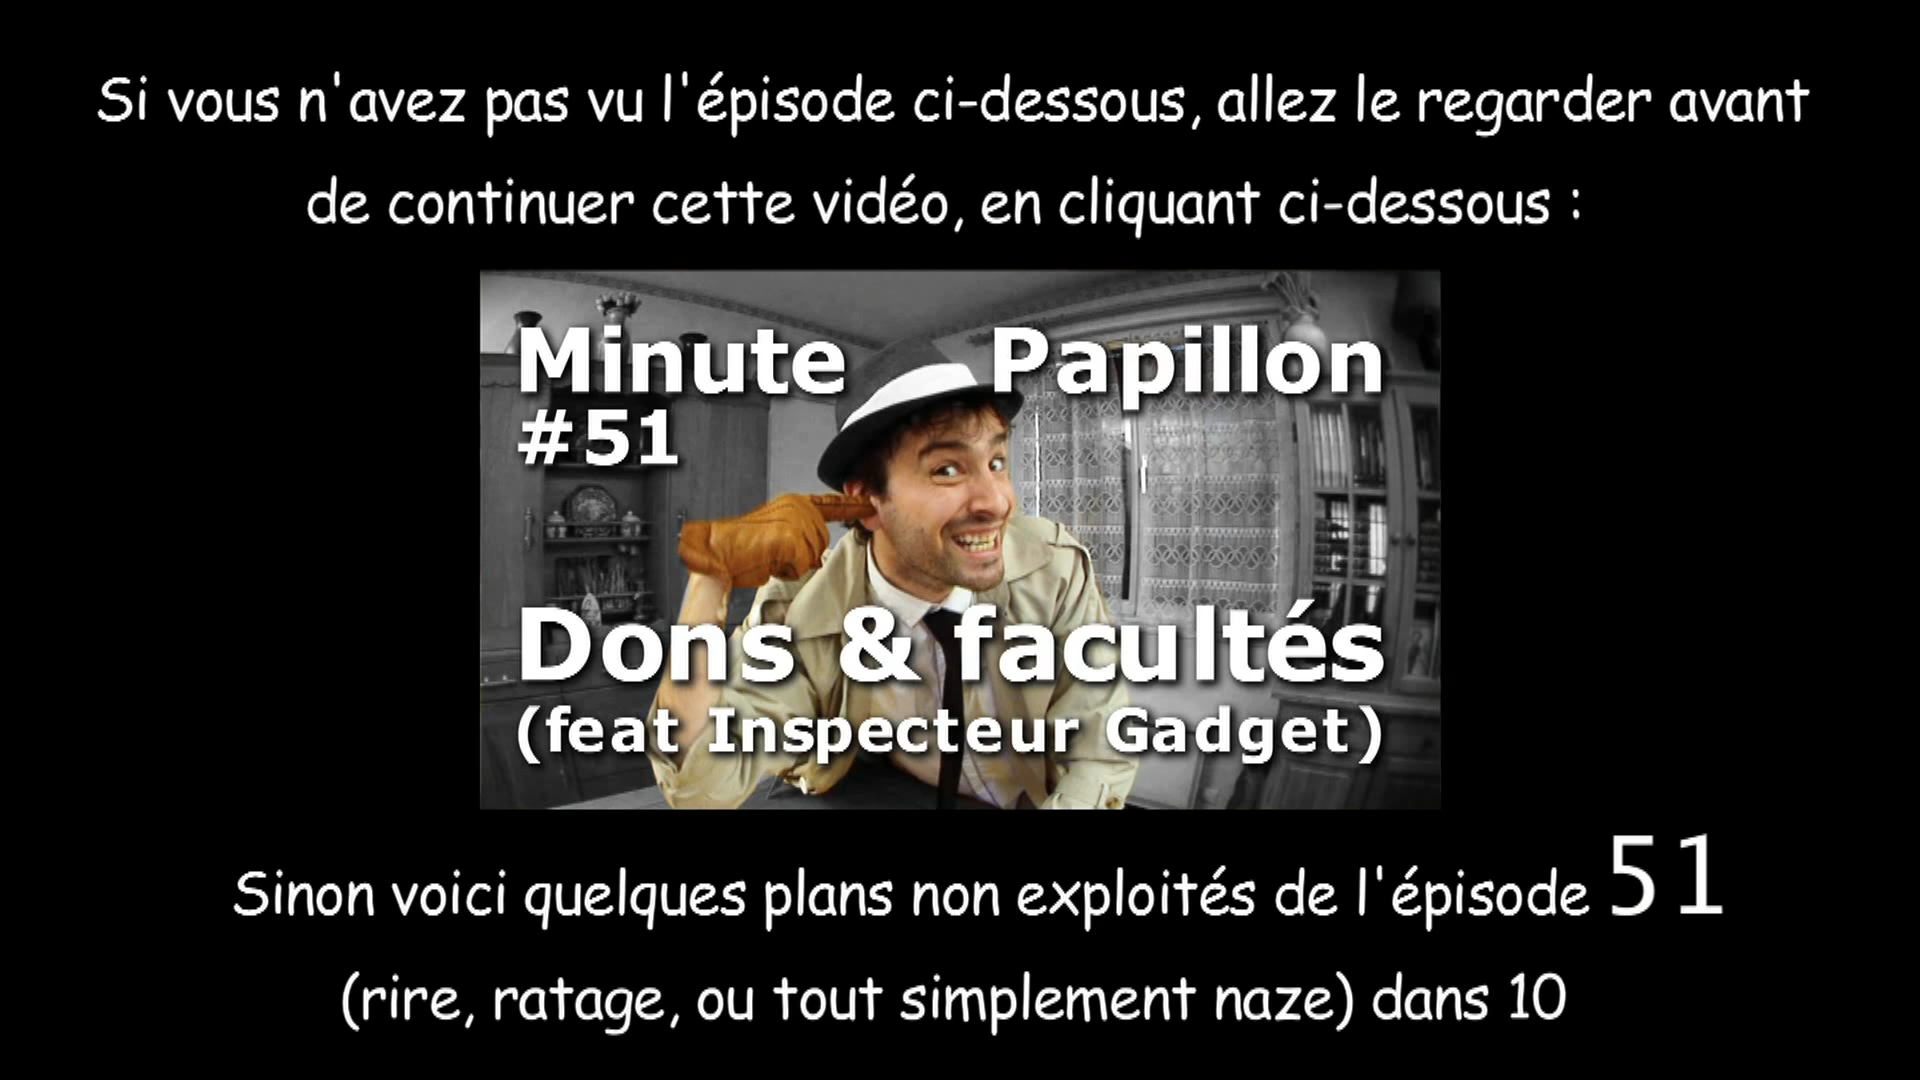 Si vous n'avez pas vu l'épisode ci-dessous, allez le regarder avant
de continuer cette vidéo, en cliquant ci-dessous :
Minute Papillon
#51
Dons & facultés
(feat Inspecteur Gadget)
Sinon voici quelques plans non exploités de l'épisode 51
(rire, ratage, ou tout simplement naze) dans 10